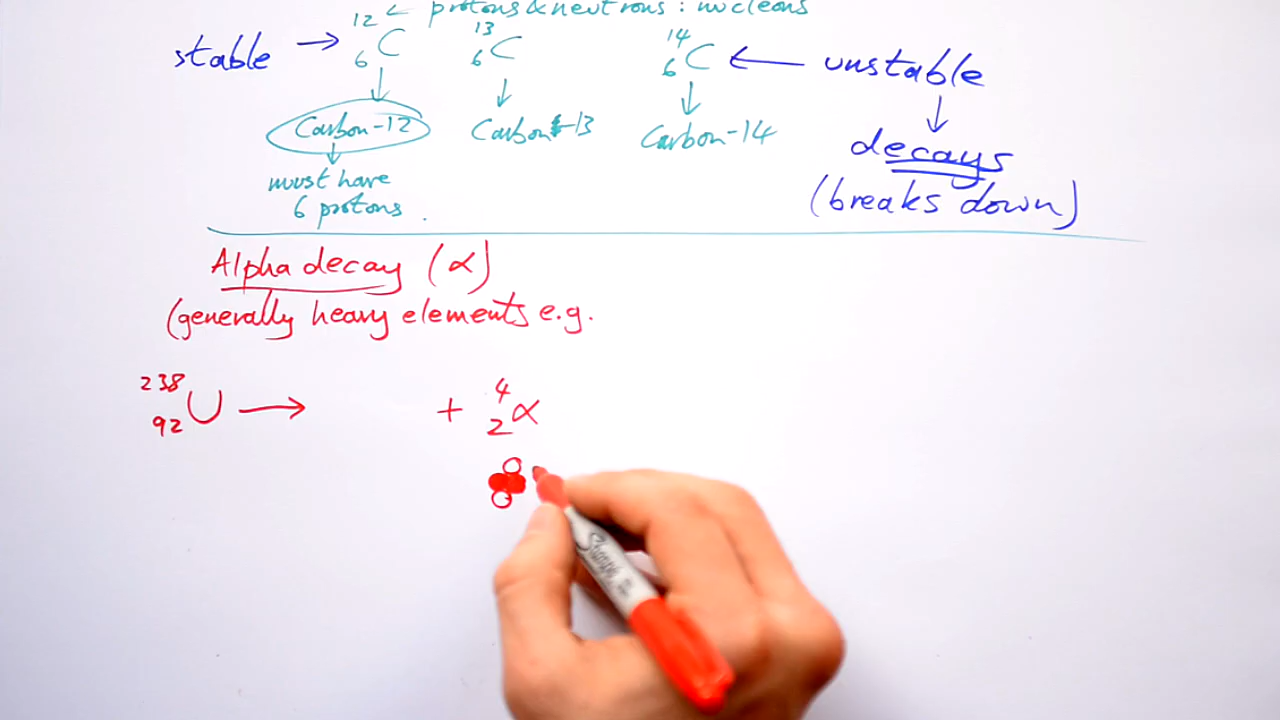 12 ← protons & neutrons : nucleons
stable → 12 6 C 13 6 C 14 6 C ← unstable
Carbon-12 Carbon-13 Carbon-14 decays
must have (breaks down)
6 protons.
Alpha decay (α)
(generally heavy elements e.g.
238 92 U → + 4 2 α
Sharpie